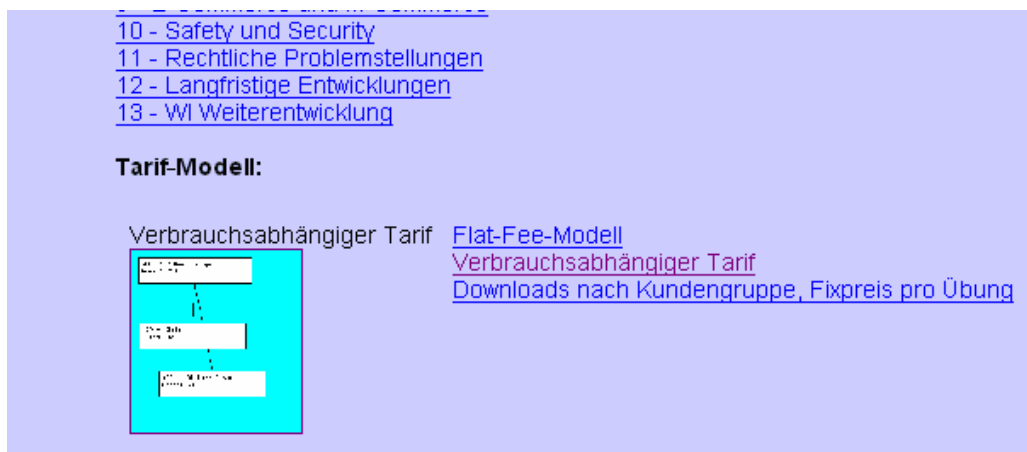 10 - Safety und Security
11 - Rechtliche Problemstellungen
12 - Langfristige Entwicklungen
13 - WI Weiterentwicklung
Tarif-Modell:
Verbrauchsabhängiger Tarif
Flat-Fee-Modell
Verbrauchsabhängiger Tarif
Downloads nach Kundengruppe, Fixpreis pro Übung